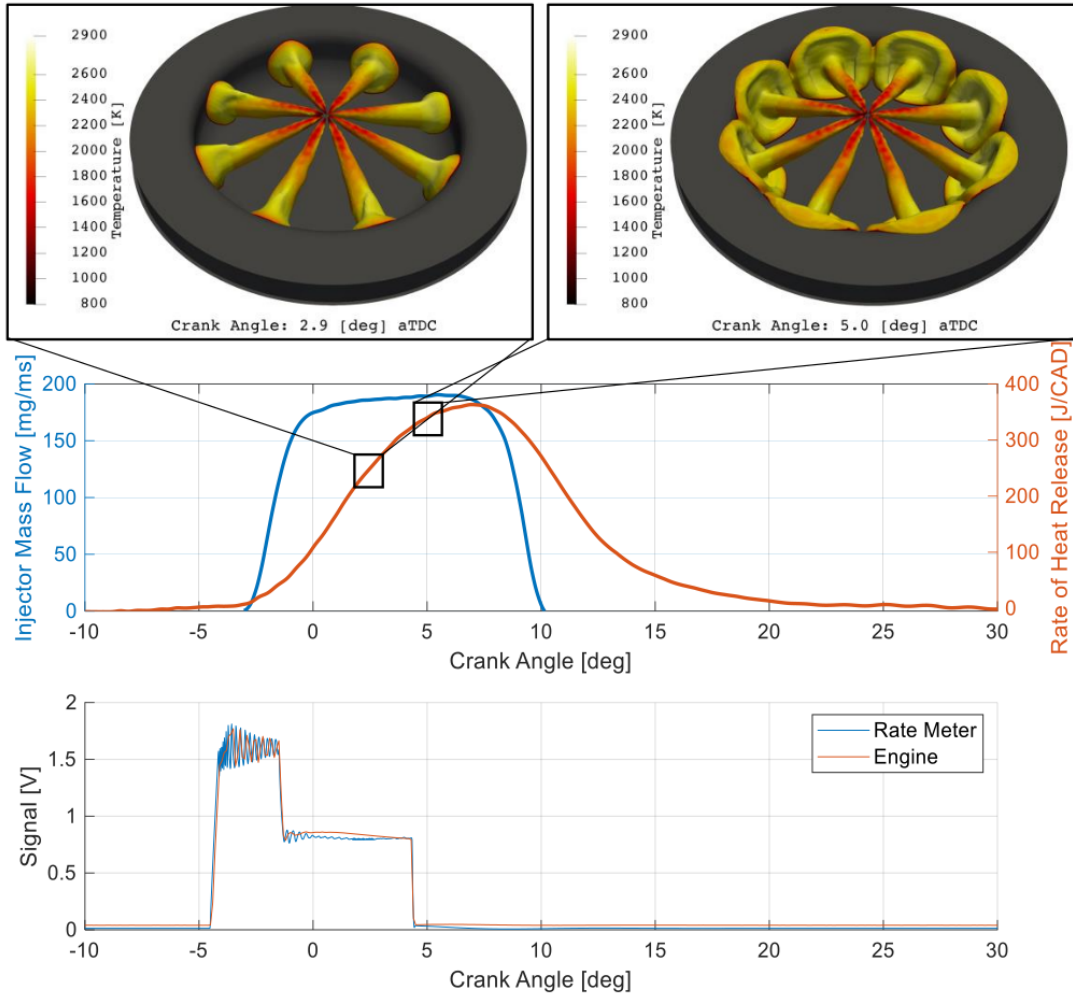 2900
2600
2400
2200
2000
1800
1600
1400
1200
1000
800
Temperature [K]
Crank Angle: 2.9 [deg] aTDC
2900
2600
2400
2200
2000
1800
1600
1400
1200
1000
800
Temperature [K]
Crank Angle: 5.0 [deg] aTDC
200
150
100
50
0
Injector Mass Flow [mg/ms]
400
300
200
100
0
Rate of Heat Release [J/CAD]
-10 -5 0 5 10 15 20 25 30
Crank Angle [deg]
2
1.5
1
0.5
0
Signal [V]
Rate Meter
Engine
-10 -5 0 5 10 15 20 25 30
Crank Angle [deg]